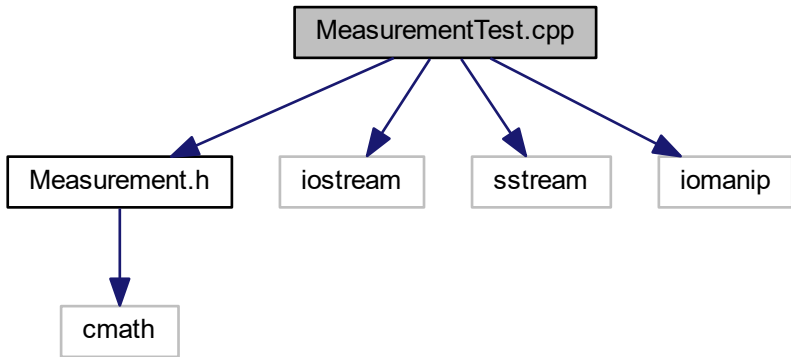 MeasurementTest.cpp
Measurement.h
iostream
sstream
iomanip
cmath